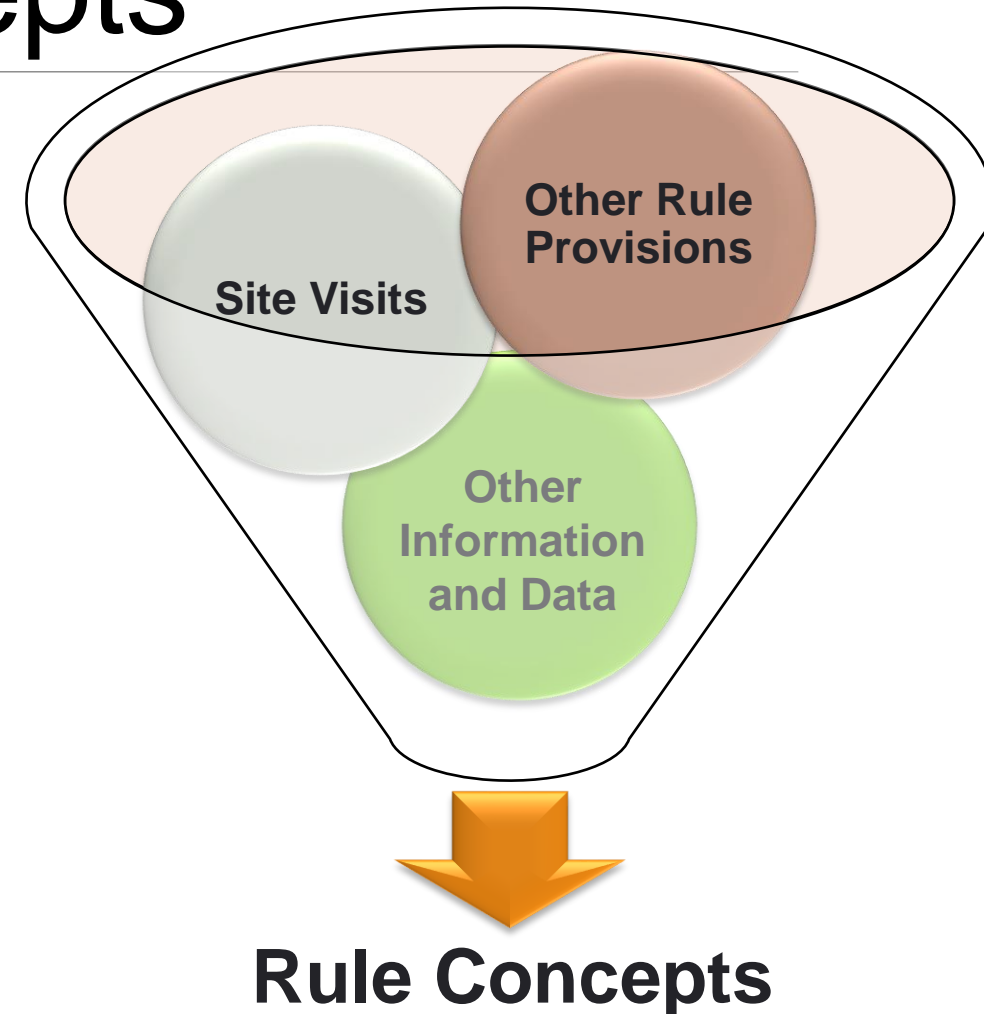 epts
Other Rule
Provisions
Site Visits
Other
Information
and Data
Rule Concepts